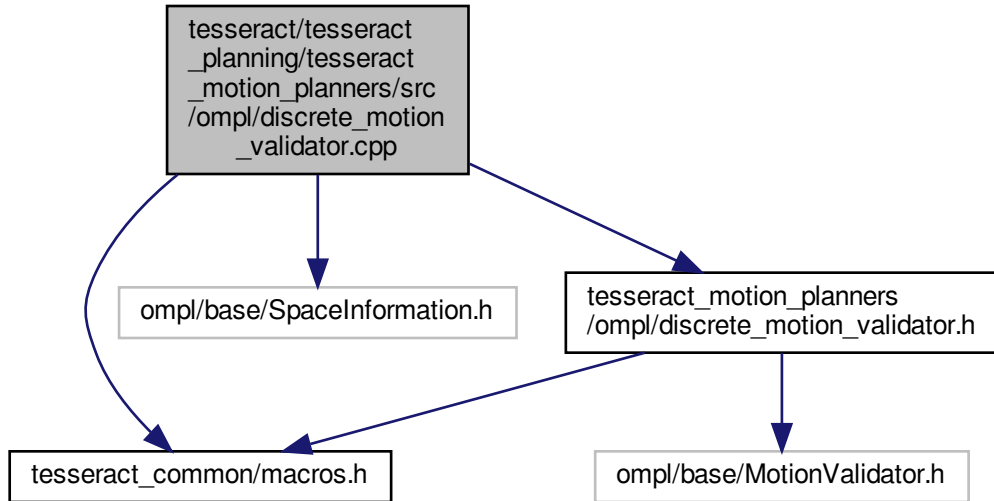 tesseract/tesseract
_planning/tesseract
_motion_planners/src
/ompl/discrete_motion
_validator.cpp
ompl/base/SpaceInformation.h
tesseract_motion_planners
/ompl/discrete_motion_validator.h
tesseract_common/macros.h
ompl/base/MotionValidator.h